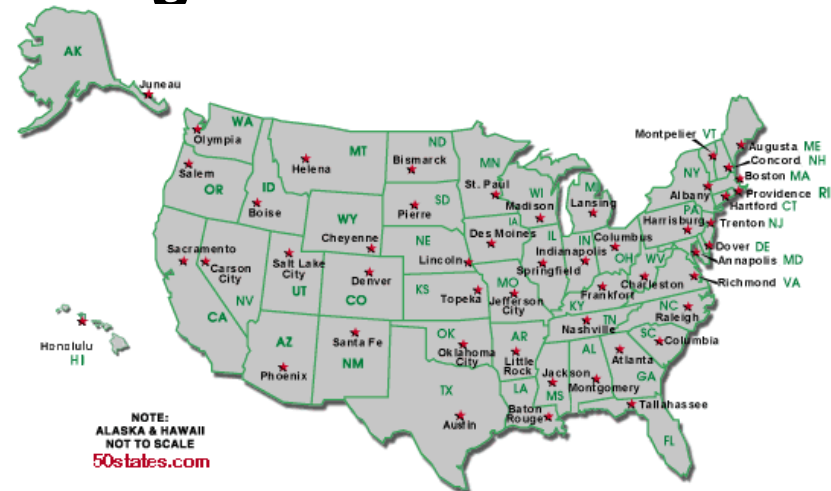 AK
Juneau
WA
Olympia
Salem
OR
ID
Boise
MT
Helena
ND
Bismarck
SD
Pierre
WY
Cheyenne
NE
Lincoln
MN
St. Paul
WI
Madison
MI
Lansing
IA
Des Moines
IL
Springfield
IN
Indianapolis
Columbus
OH
Sacramento
Carson
City
NV
CA
Salt Lake
City
UT
Denver
CO
KS
Topeka
MO
Jefferson
City
KY
Frankfort
WV
Charleston
Montpelier VT
Augusta ME
Concord NH
Boston MA
Providence RI
Hartford CT
NY
Albany
PA
Harrisburg
Trenton NJ
Dover DE
Annapolis MD
Richmond VA
NC
Raleigh
TN
Nashville
SC
Columbia
AZ
Phoenix
Santa Fe
NM
OK
Oklahoma
City
AR
Little
Rock
TX
Austin
LA
Baton
Rouge
Jackson
MS
AL
Montgomery
Atlanta
GA
Tallahassee
FL
Honolulu
HI
NOTE:
ALASKA & HAWAII
NOT TO SCALE
50states.com